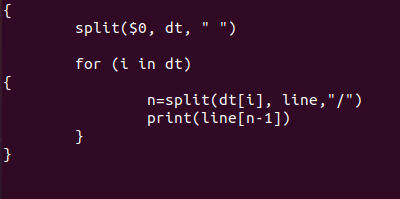 {
        split($0, dt, " ")

        for (i in dt)
{
                n=split(dt[i], line,"/")
                print(line[n-1])
        }
}